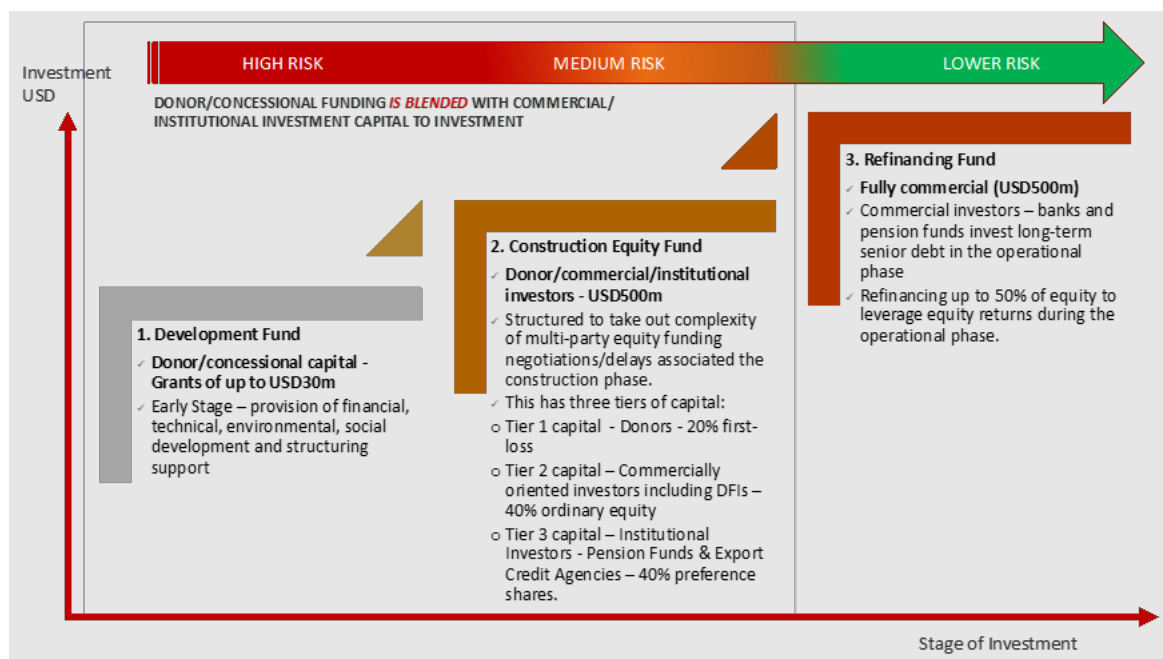 HIGH RISK
MEDIUM RISK
LOWER RISK
Investment
USD
DONOR/CONCESSIONAL FUNDING IS BLENDED WITH COMMERCIAL/
INSTITUTIONAL INVESTMENT CAPITAL TO INVESTMENT
1. Development Fund
✓ Donor/concessional capital -
Grants of up to USD30m
✓ Early Stage – provision of financial,
technical, environmental, social
development and structuring
support
2. Construction Equity Fund
✓ Donor/commercial/institutional
investors - USD500m
✓ Structured to take out complexity
of multi-party equity funding
negotiations/delays associated the
construction phase.
✓ This has three tiers of capital:
o Tier 1 capital - Donors - 20% first-
loss
o Tier 2 capital – Commercially
oriented investors including DFIs –
40% ordinary equity
o Tier 3 capital – Institutional
Investors - Pension Funds & Export
Credit Agencies – 40% preference
shares.
3. Refinancing Fund
✓ Fully commercial (USD500m)
✓ Commercial investors – banks and
pension funds invest long-term
senior debt in the operational
phase
✓ Refinancing up to 50% of equity to
leverage equity returns during the
operational phase.
Stage of Investment